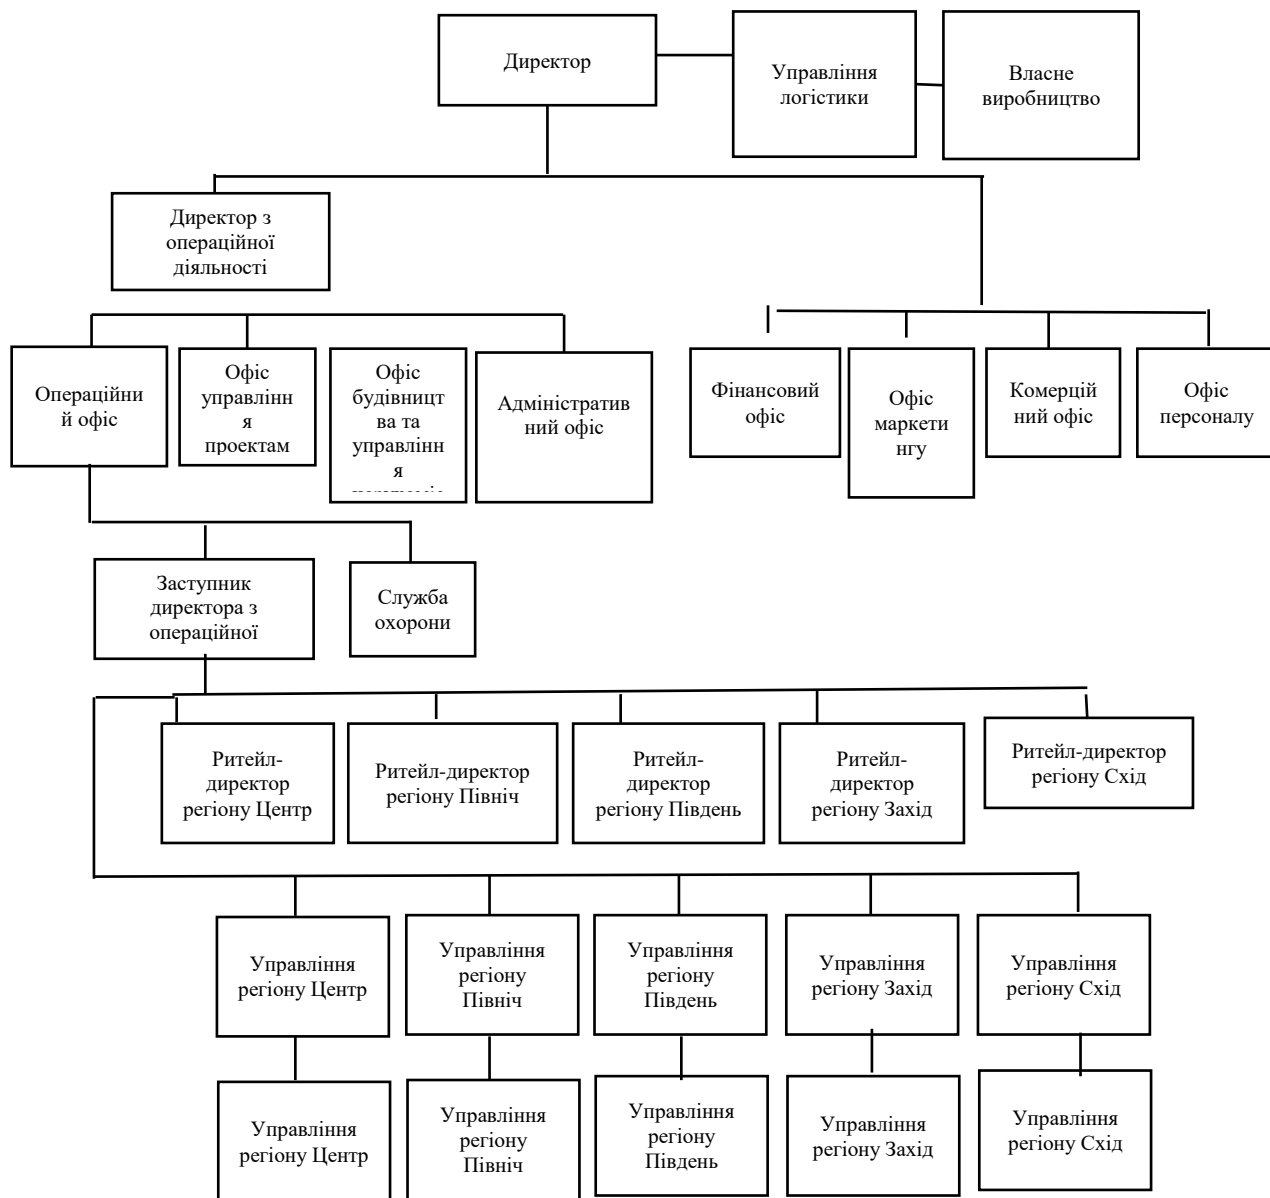 Директор
Управління
логістики
Власне
виробництво
Директор з
операційної
діяльності
Операційни
й офіс
Офіс
управлінн
я
проектам
Офіс
будівницт
ва та
управлінн
я
Адміністратив
ний офіс
Фінансовий
офіс
Офіс
маркети
нгу
Комерцій
ний офіс
Офіс
персоналу
Заступник
директора з
операційної
Служба
охорони
Ритейл-
директор
регіону Центр
Ритейл-директор
регіону Північ
Ритейл-
директор
регіону Південь
Ритейл-
директор
регіону Захід
Ритейл-директор
регіону Схід
Управління
регіону Центр
Управління
регіону
Північ
Управління
регіону
Південь
Управління
регіону Захід
Управління
регіону Схід
Управління
регіону Центр
Управління
регіону
Північ
Управління
регіону
Південь
Управління
регіону Захід
Управління
регіону Схід